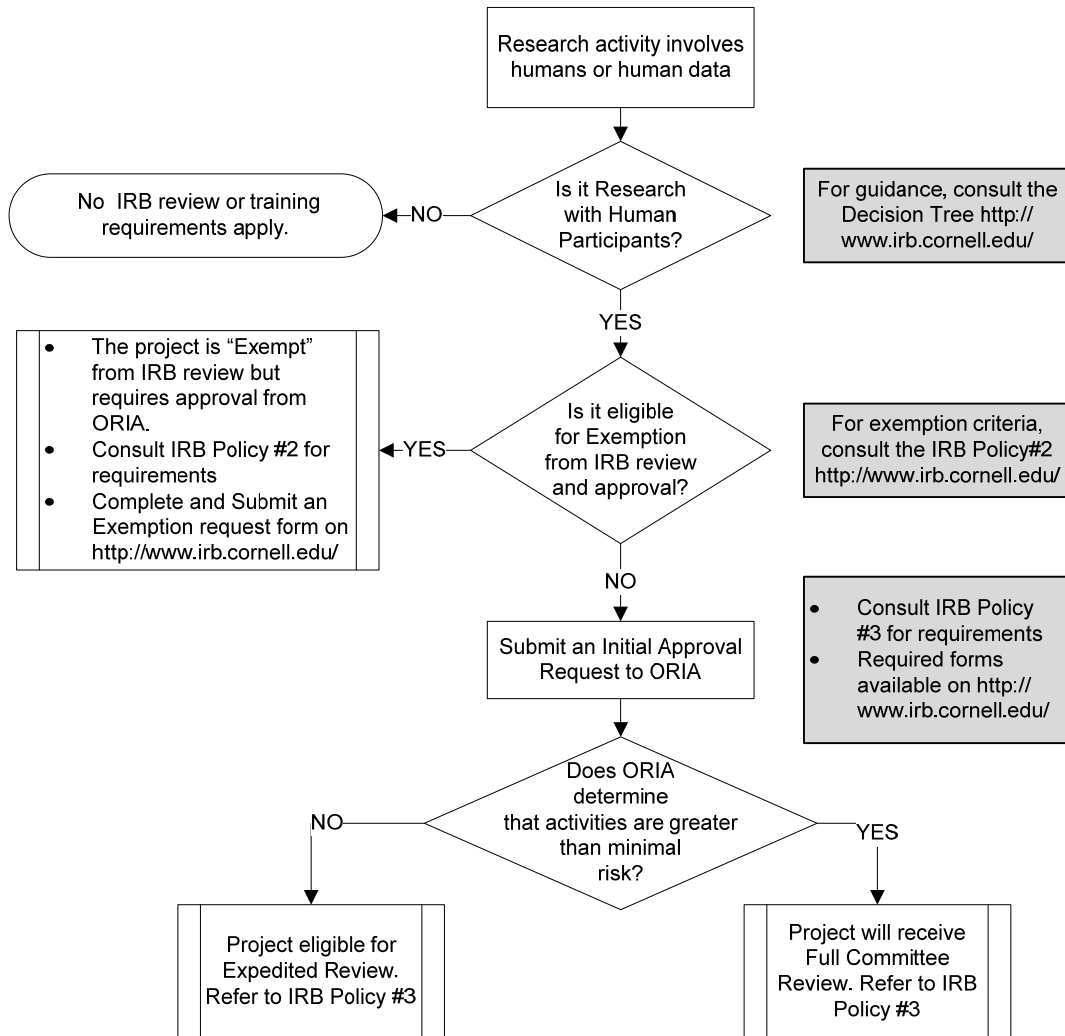 Research activity involves
humans or human data
Is it Research
with Human
Participants?
NO
No IRB review or training
requirements apply.
For guidance, consult the
Decision Tree http://
www.irb.cornell.edu/
YES
Is it eligible
for Exemption
from IRB review
and approval?
YES
• The project is “Exempt”
from IRB review but
requires approval from
ORIA.
• Consult IRB Policy #2 for
requirements
• Complete and Submit an
Exemption request form on
http://www.irb.cornell.edu/
For exemption criteria,
consult the IRB Policy#2
http://www.irb.cornell.edu/
NO
Submit an Initial Approval
Request to ORIA
• Consult IRB Policy
#3 for requirements
• Required forms
available on http://
www.irb.cornell.edu/
Does ORIA
determine
that activities are greater
than minimal
risk?
NO
YES
Project eligible for
Expedited Review.
Refer to IRB Policy #3
Project will receive
Full Committee
Review. Refer to IRB
Policy #3